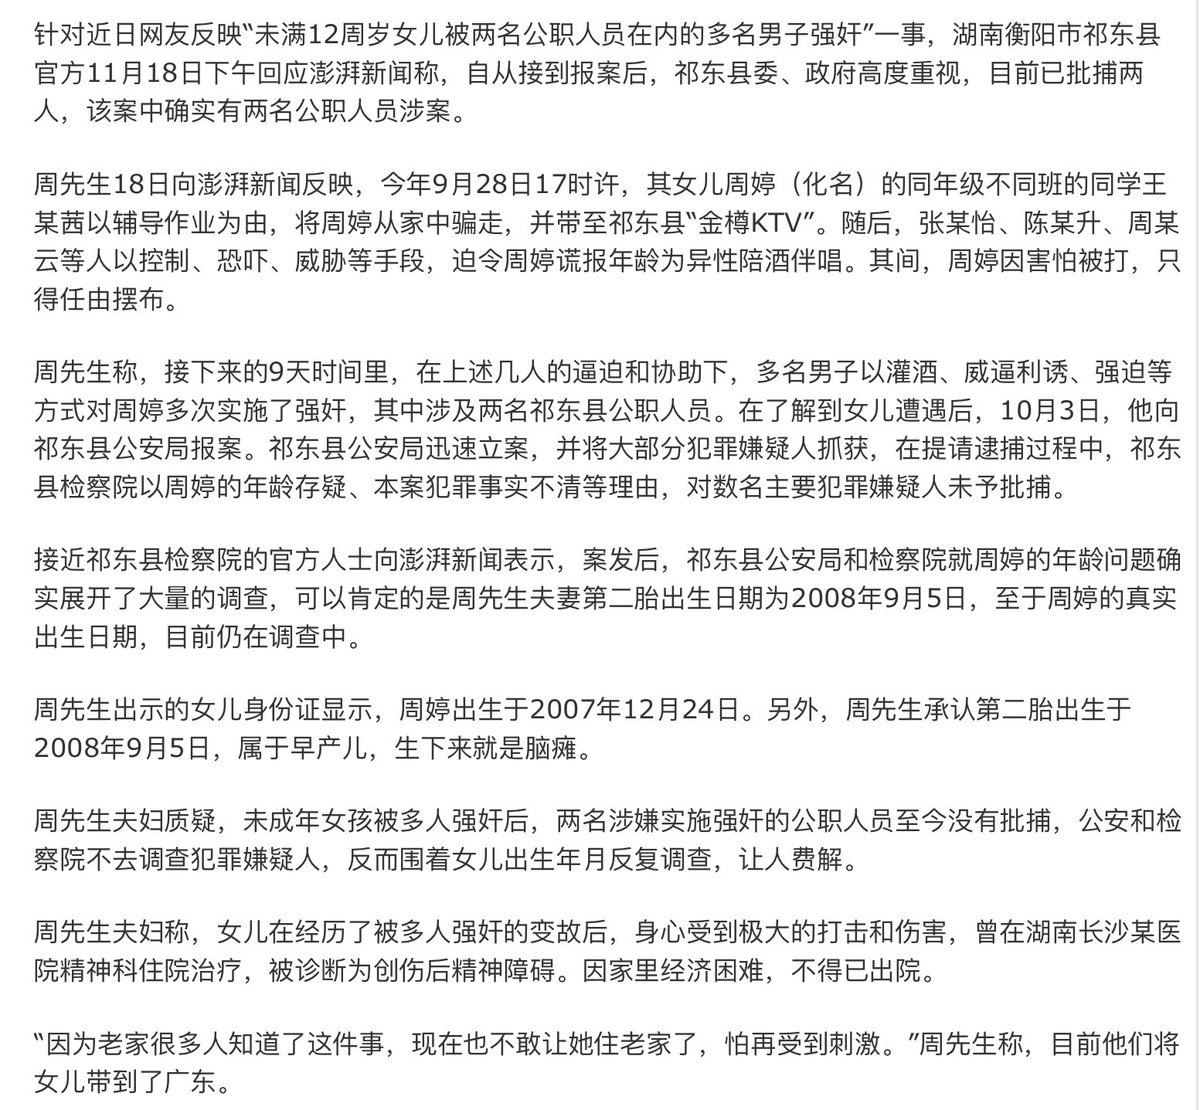 针对近日网友反映“未满12周岁女儿被两名公职人员在内的多名男子强奸”一事，湖南衡阳市祁东县
官方11月18日下午回应澎湃新闻称，自从接到报案后，祁东县委、政府高度重视，目前已批捕两
人，该案中确实有两名公职人员涉案。
周先生18日向澎湃新闻反映，今年9月28日17时许，其女儿周婷（化名）的同年级不同班的同学王
某茜以辅导作业为由，将周婷从家中骗走，并带至祁东县“金樽KTV”。随后，张某怡、陈某升、周某
云等人以控制、恐吓、威胁等手段，迫令周婷谎报年龄为异性陪酒伴唱。其间，周婷因害怕被打，只
得任由摆布。
周先生称，接下来的9天时间里，在上述几人的逼迫和协助下，多名男子以灌酒、威逼利诱、强迫等
方式对周婷多次实施了强奸，其中涉及两名祁东县公职人员。在了解到女儿遭遇后，10月3日，他向
祁东县公安局报案。祁东县公安局迅速立案，并将大部分犯罪嫌疑人抓获，在提请逮捕过程中，祁东
县检察院以周婷的年龄存疑、本案犯罪事实不清等理由，对数名主要犯罪嫌疑人未予批捕。
接近祁东县检察院的官方人士向澎湃新闻表示，案发后，祁东县公安局和检察院就周婷的年龄问题确
实展开了大量的调查，可以肯定的是周先生夫妻第二胎出生日期为2008年9月5日，至于周婷的真实
出生日期，目前仍在调查中。
周先生出示的女儿身份证显示，周婷出生于2007年12月24日。另外，周先生承认第二胎出生于
2008年9月5日，属于早产儿，生下来就是脑瘫。
周先生夫妇质疑，未成年女孩被多人强奸后，两名涉嫌实施强奸的公职人员至今没有批捕，公安和检
察院不去调查犯罪嫌疑人，反而围着女儿出生年月反复调查，让人费解。
周先生夫妇称，女儿在经历了被多人强奸的变故后，身心受到极大的打击和伤害，曾在湖南长沙某医
院精神科住院治疗，被诊断为创伤后精神障碍。因家里经济困难，不得已出院。
“因为老家很多人知道了这件事，现在也不敢让她住老家了，怕再受到刺激。”周先生称，目前他们将
女儿带到了广东。